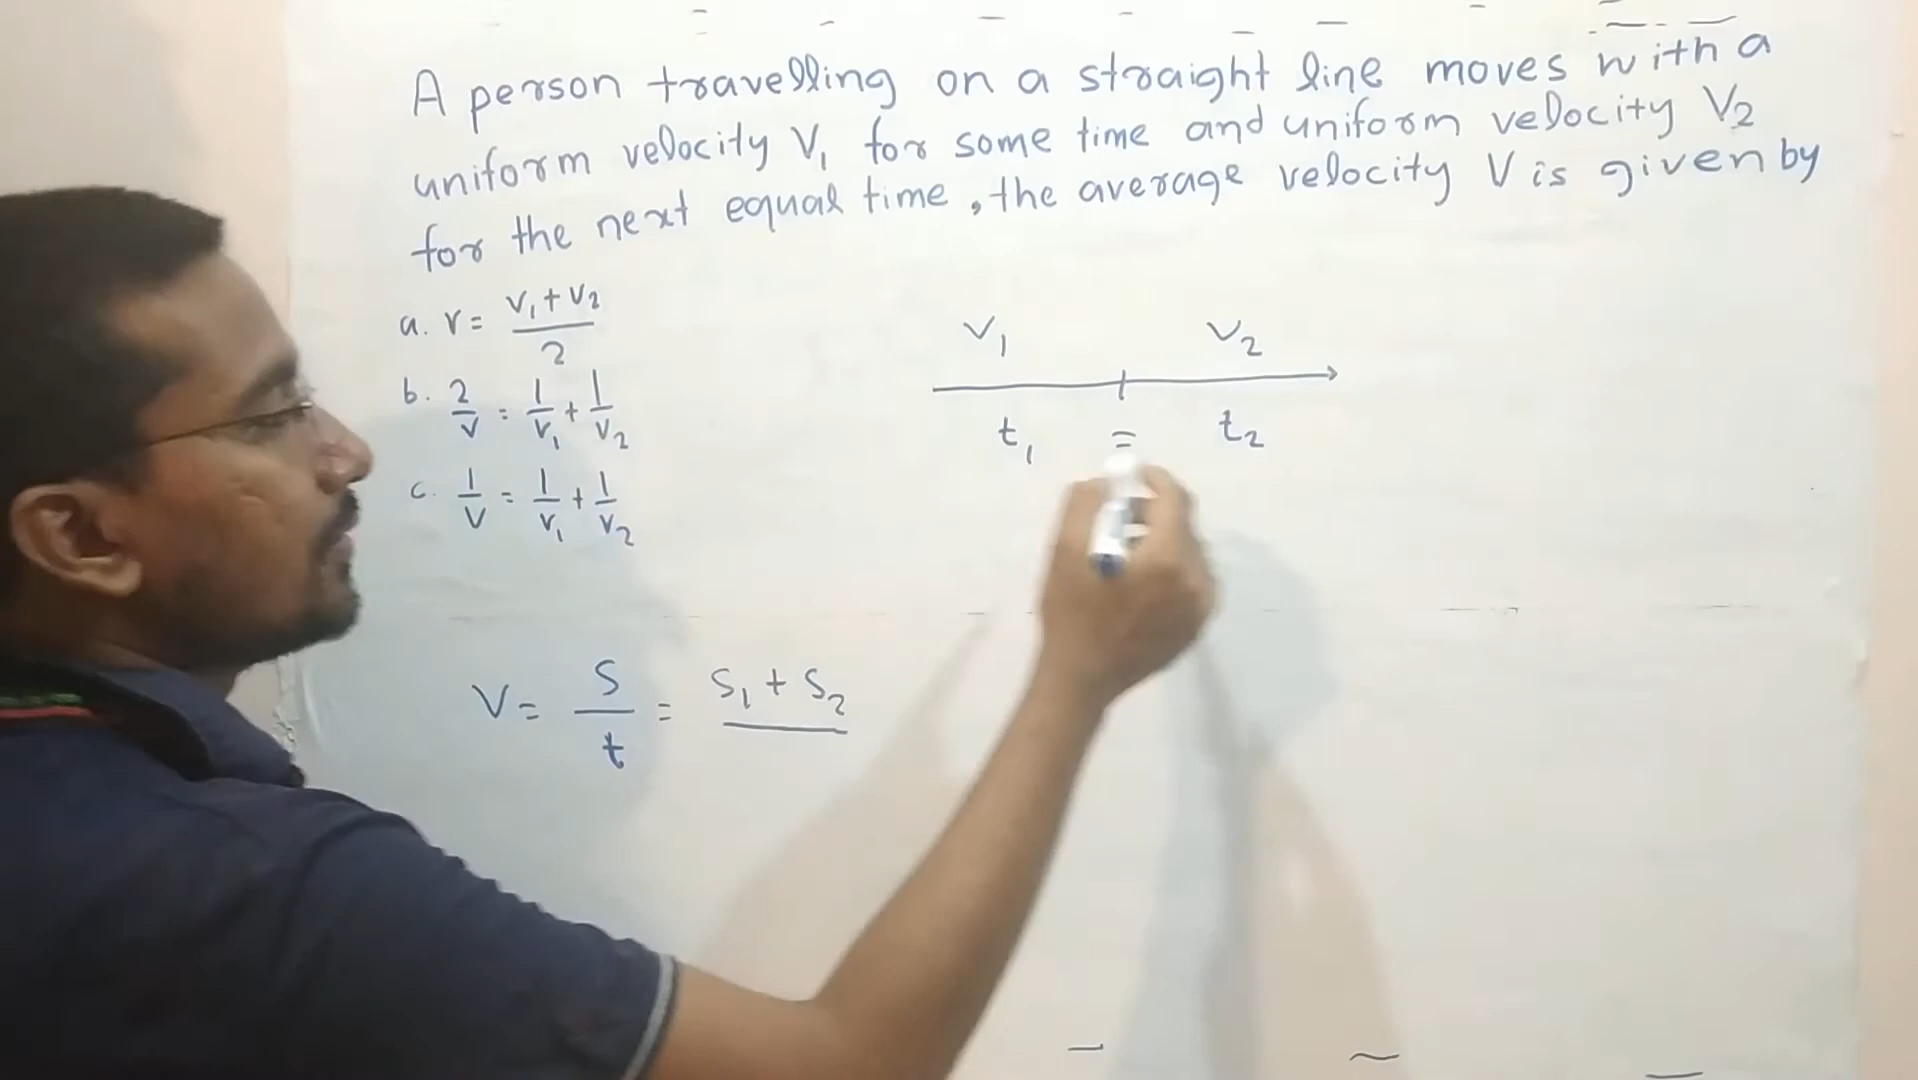 A person travelling on a straight line moves with a
uniform velocity V₁ for some time and uniform velocity V₂
for the next equal time, the average velocity V is given by
a. V = (V₁ + V₂)/2
b. 2/V = 1/V₁ + 1/V₂
c. 1/V = 1/V₁ + 1/V₂
V₁ V₂
t₁ = t₂
V = S/t = S₁ + S₂